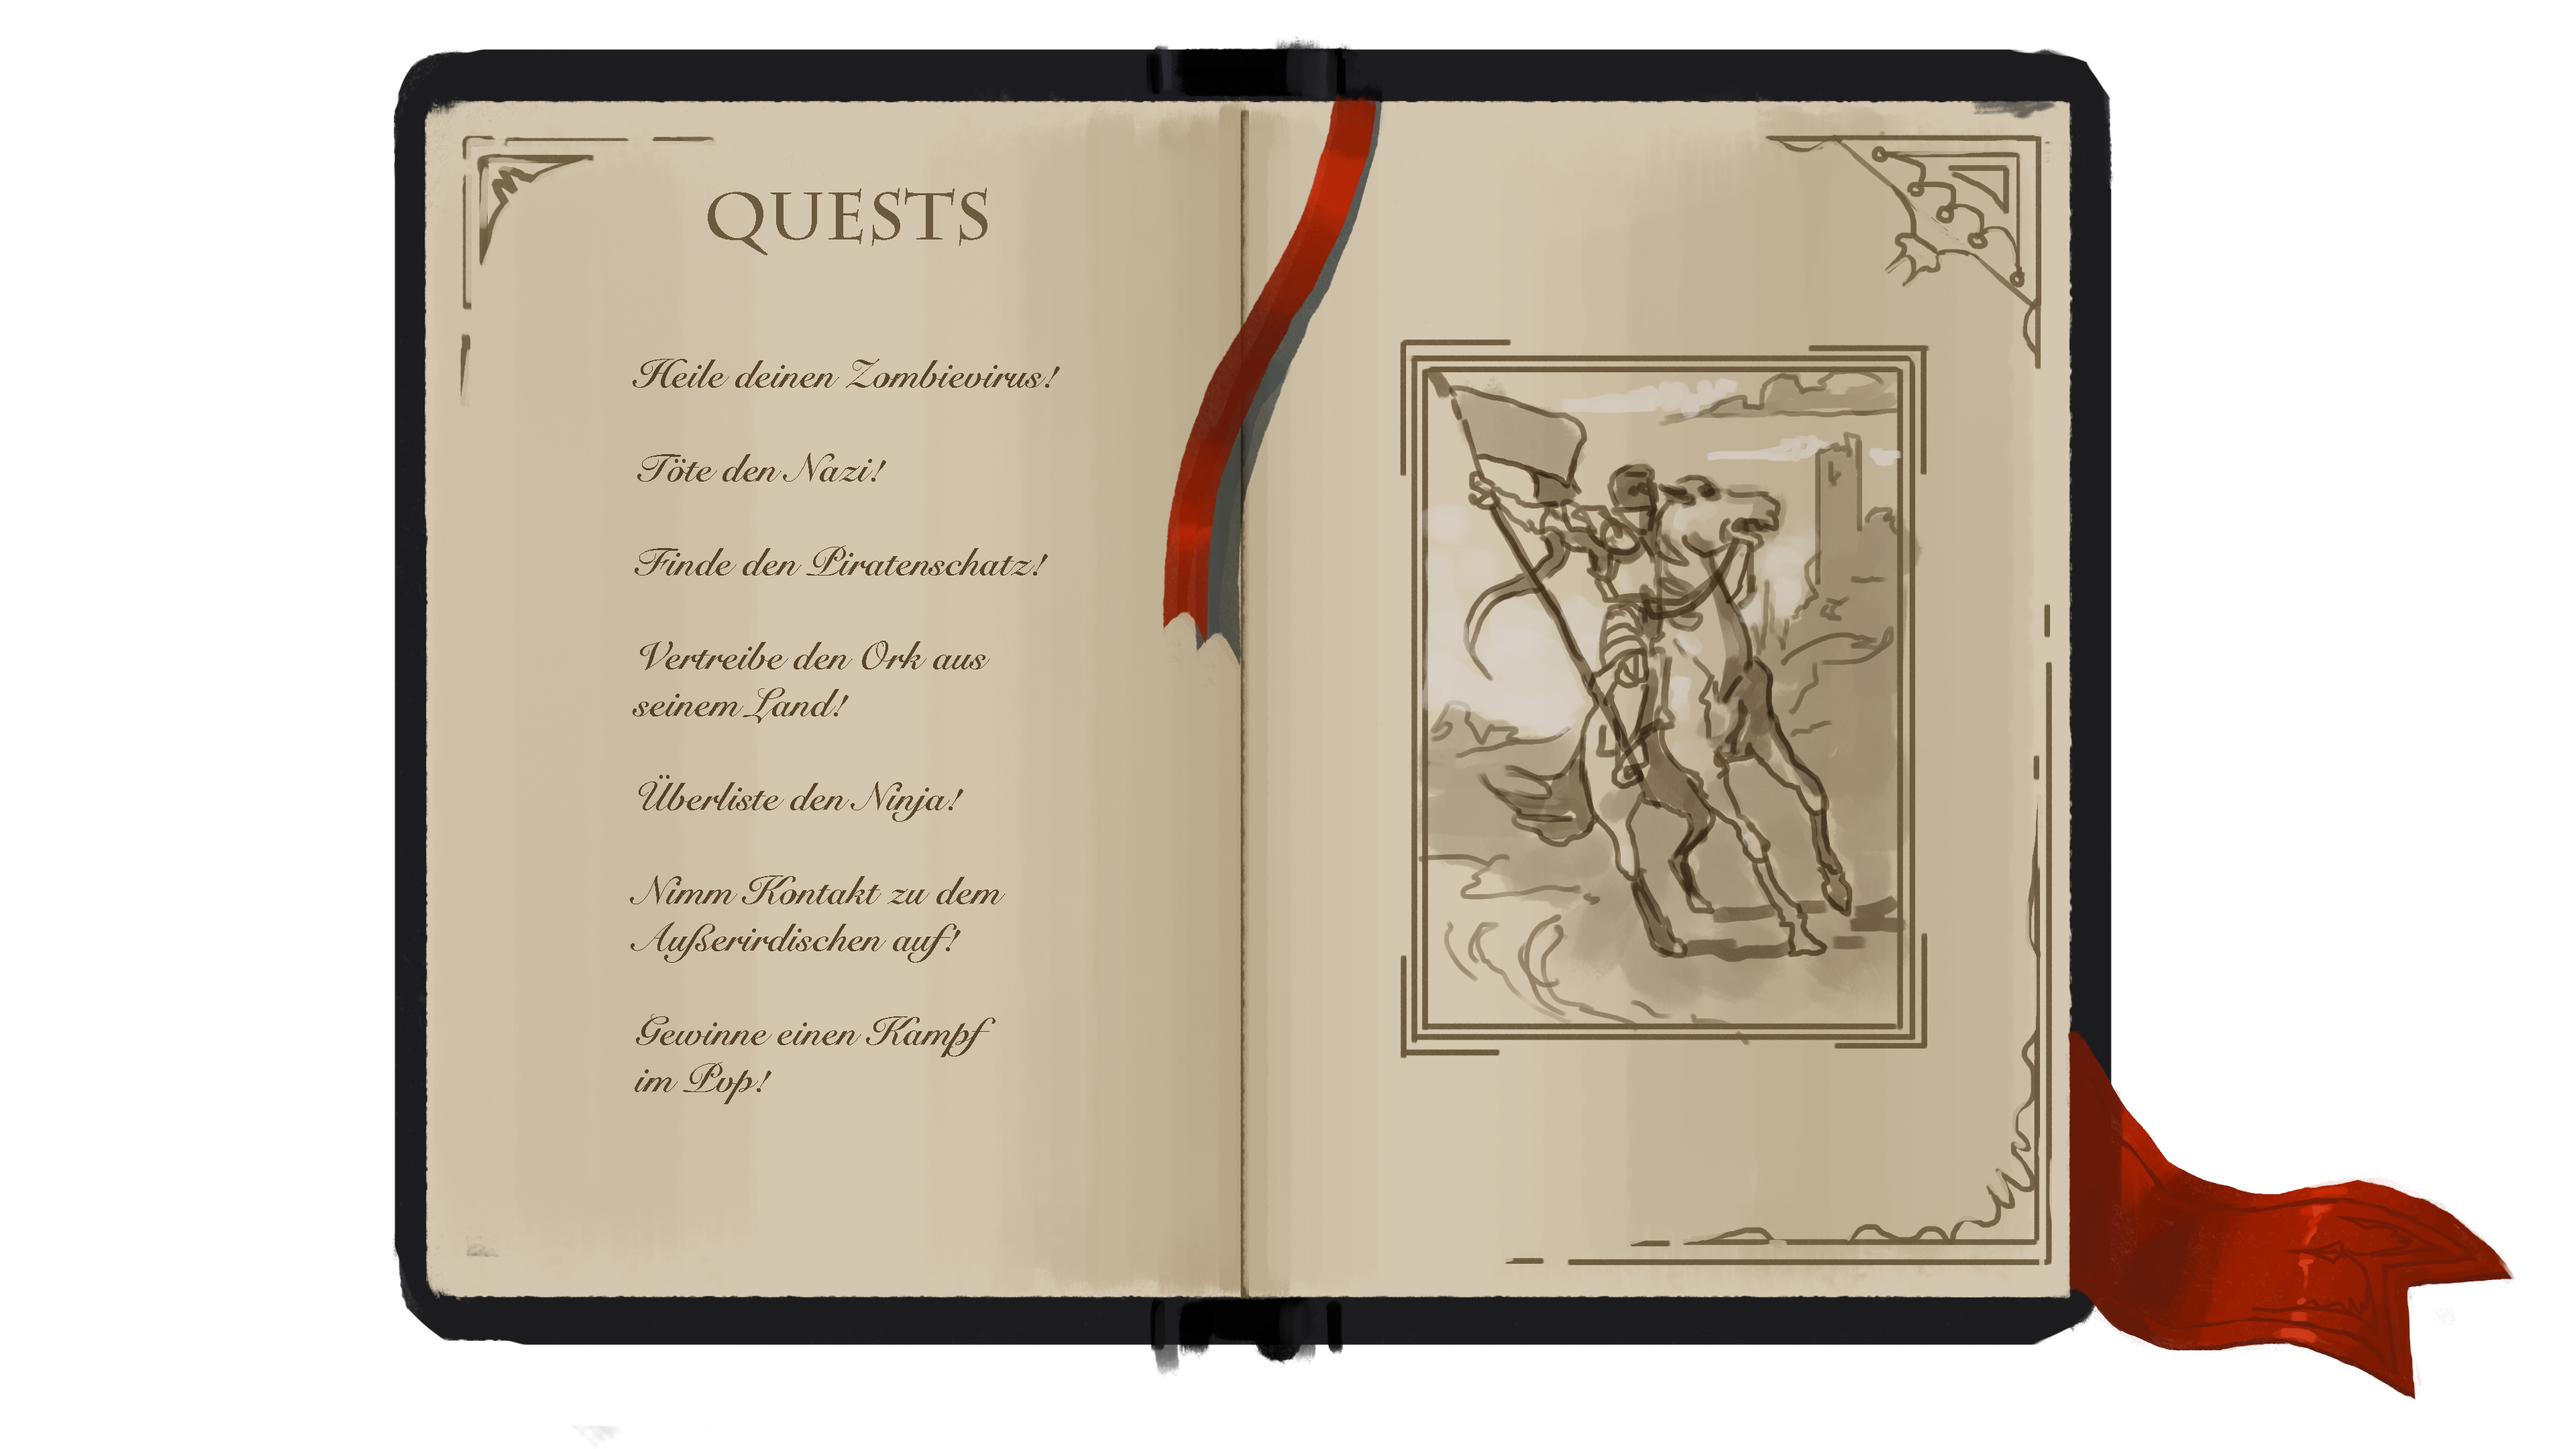 QUESTS
Heile deinen Zombievirus!
Töte den Nazi!
Finde den Piratenschatz!
Vertreibe den Ork aus
seinem Land!
Überliste den Ninja!
Nimm Kontakt zu dem
Außerirdischen auf!
Gewinne einen Kampf
im Pvp!